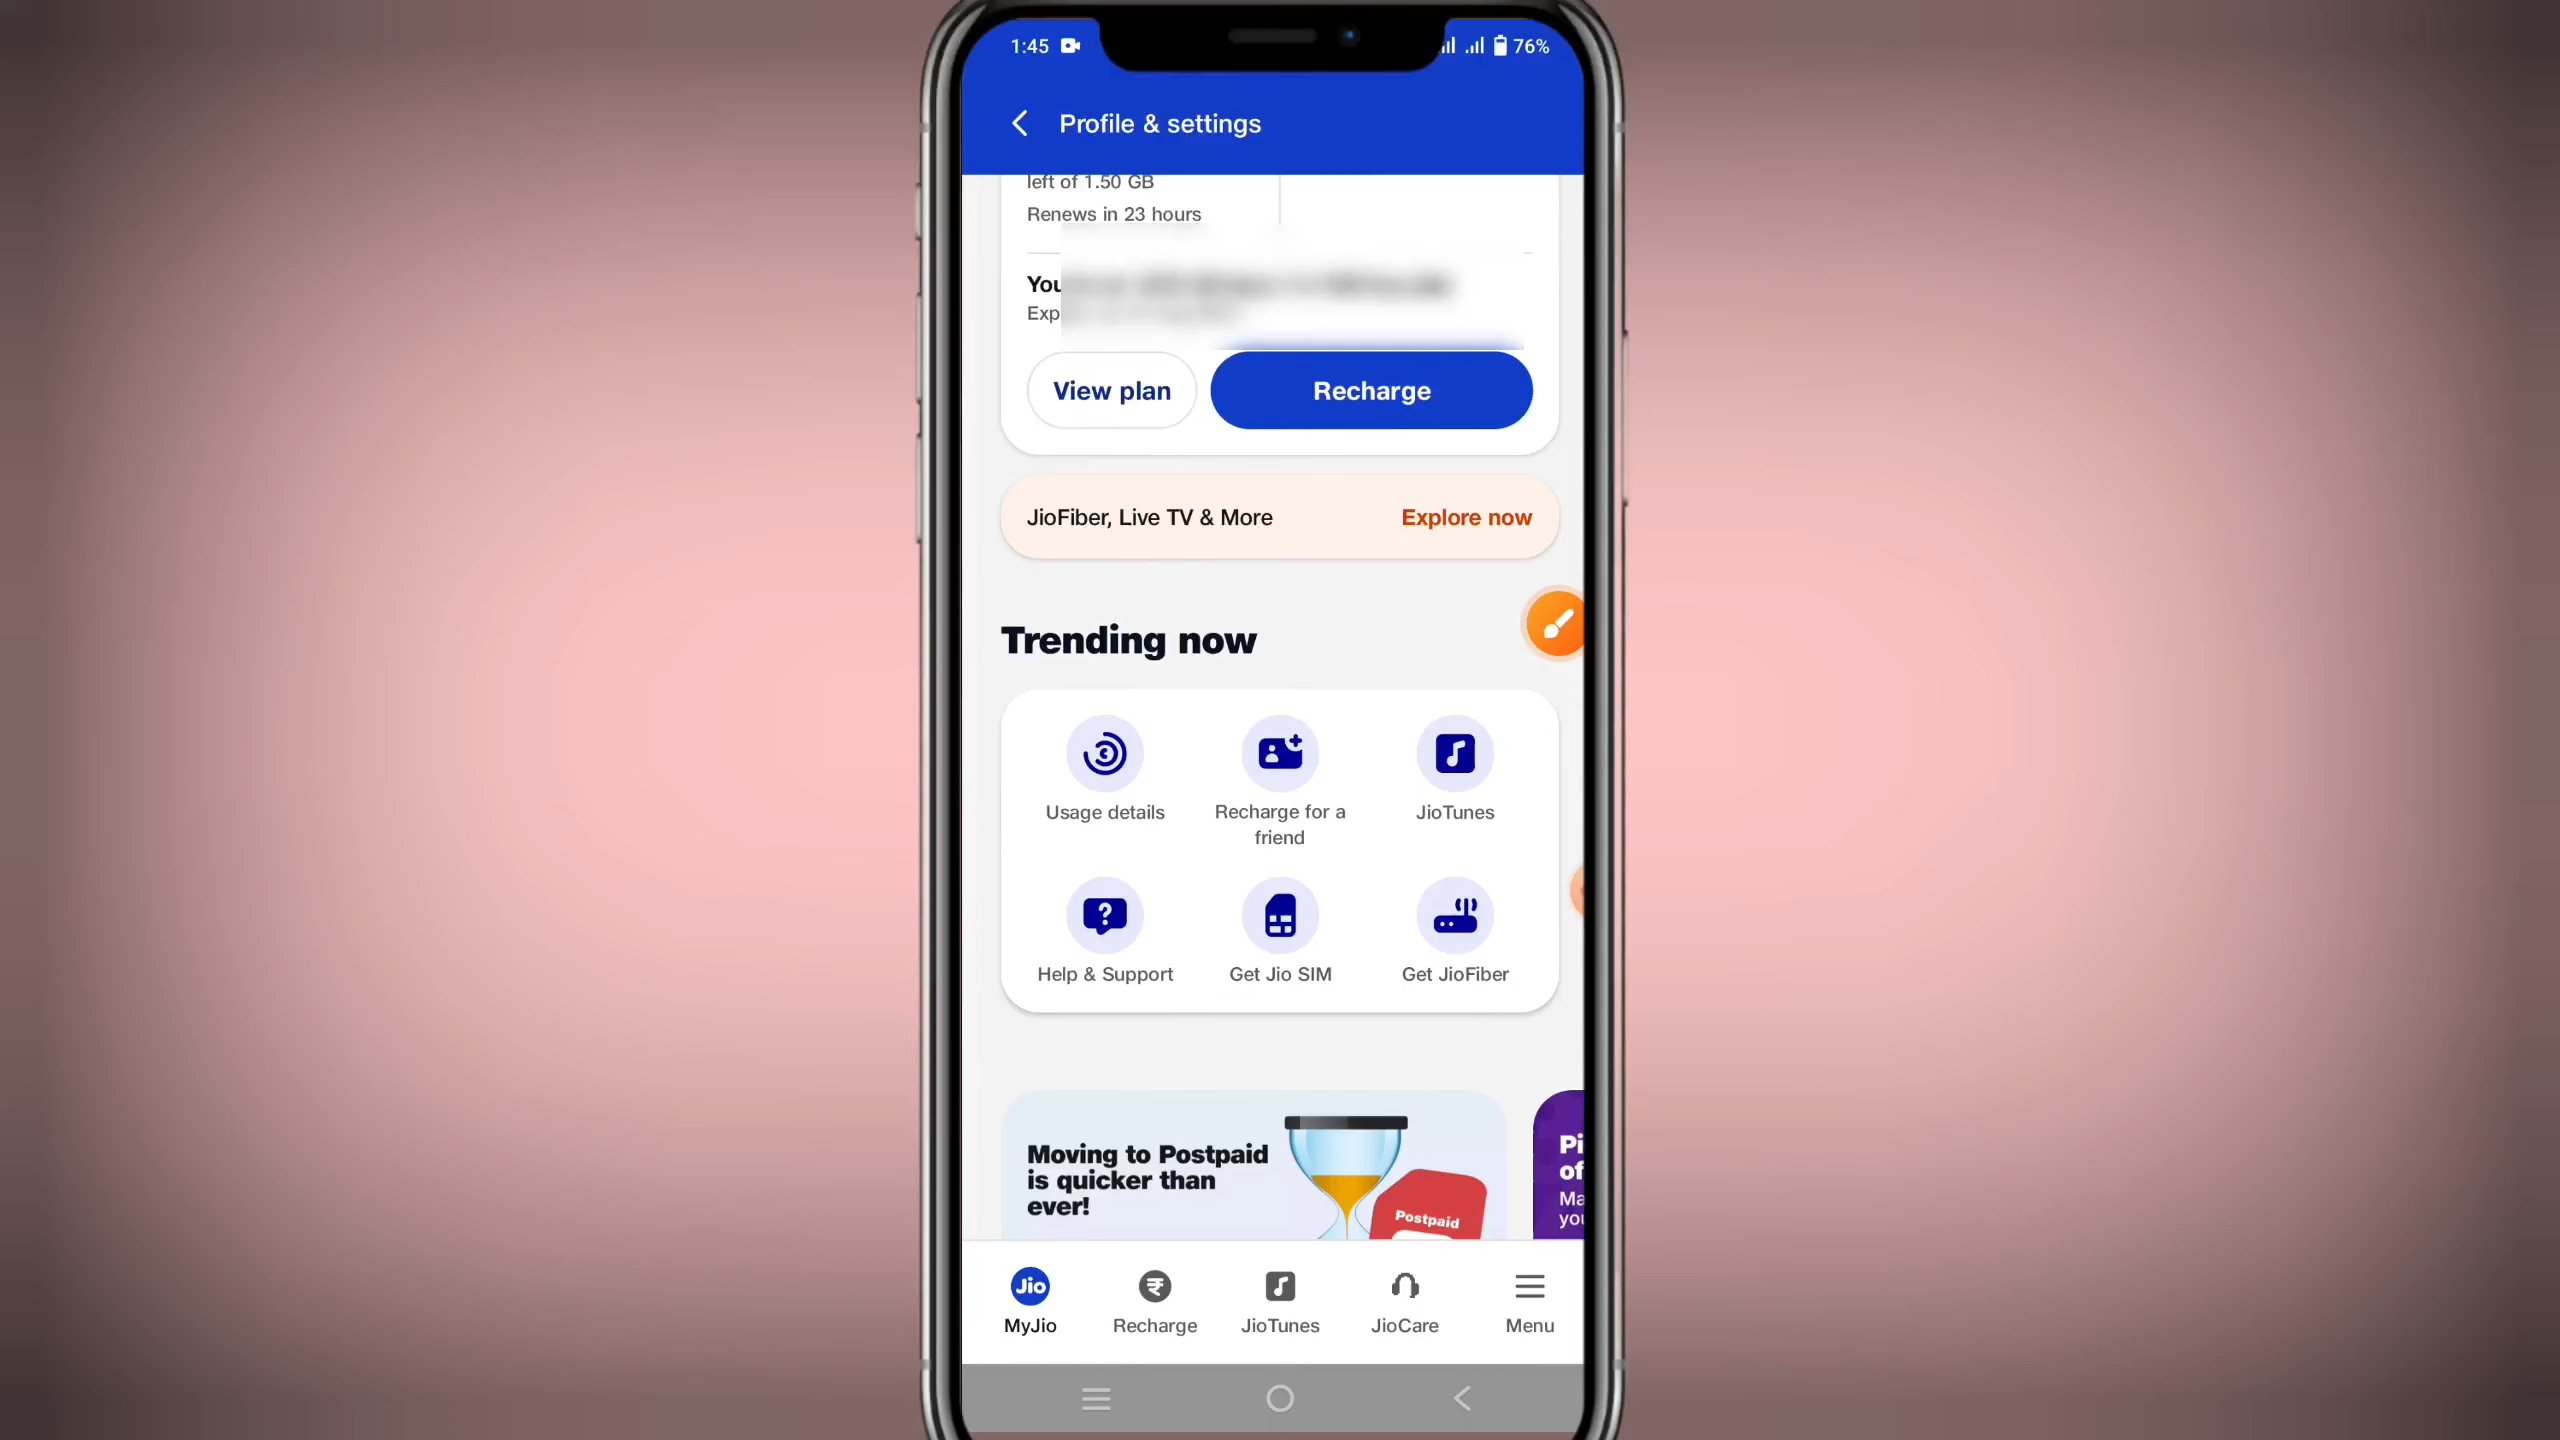 1:45
76%
Profile & settings
left of 1.50 GB
Renews in 23 hours
View plan
Recharge
JioFiber, Live TV & More
Explore now
Trending now
Usage details
Recharge for a
friend
JioTunes
Help & Support
Get Jio SIM
Get JioFiber
Moving to Postpaid
is quicker than
ever!
Postpaid
Jio
MyJio
Recharge
JioTunes
JioCare
Menu